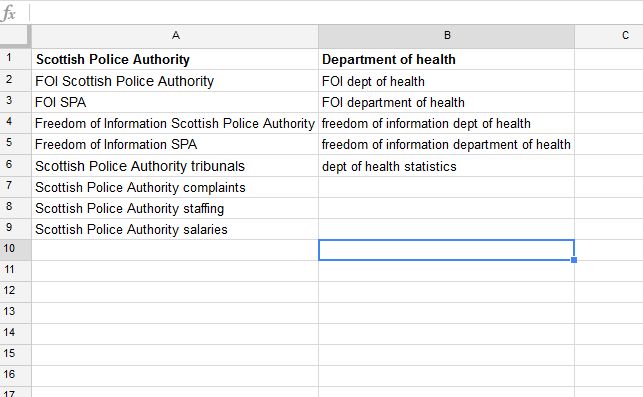 fx
A B C
1 Scottish Police Authority Department of health
2 FOI Scottish Police Authority FOI dept of health
3 FOI SPA FOI department of health
4 Freedom of Information Scottish Police Authority freedom of information dept of health
5 Freedom of Information SPA freedom of information department of health
6 Scottish Police Authority tribunals dept of health statistics
7 Scottish Police Authority complaints
8 Scottish Police Authority staffing
9 Scottish Police Authority salaries
10
11
12
13
14
15
16
17